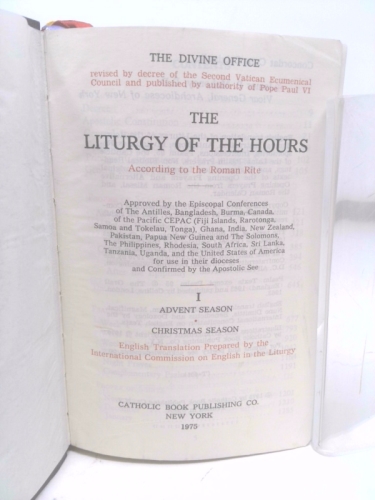 THE DIVINE OFFICE
revised by decree of the Second Vatican Ecumenical
Council and published by authority of Pope Paul VI
THE
LITURGY OF THE HOURS
According to the Roman Rite
Approved by the Episcopal Conferences
of The Antilles, Bangladesh, Burma, Canada,
of the Pacific CEPAC (Fiji Islands, Rarotonga,
Samoa and Tokelau, Tonga), Ghana, India, New Zealand,
Pakistan, Papua New Guinea and The Solomons,
The Philippines, Rhodesia, South Africa, Sri Lanka,
Tanzania, Uganda, and the United States of America
for use in their dioceses
and Confirmed by the Apostolic See
I
ADVENT SEASON
•
CHRISTMAS SEASON
English Translation Prepared by the
International Commission on English in the Liturgy
CATHOLIC BOOK PUBLISHING CO.
NEW YORK
1975